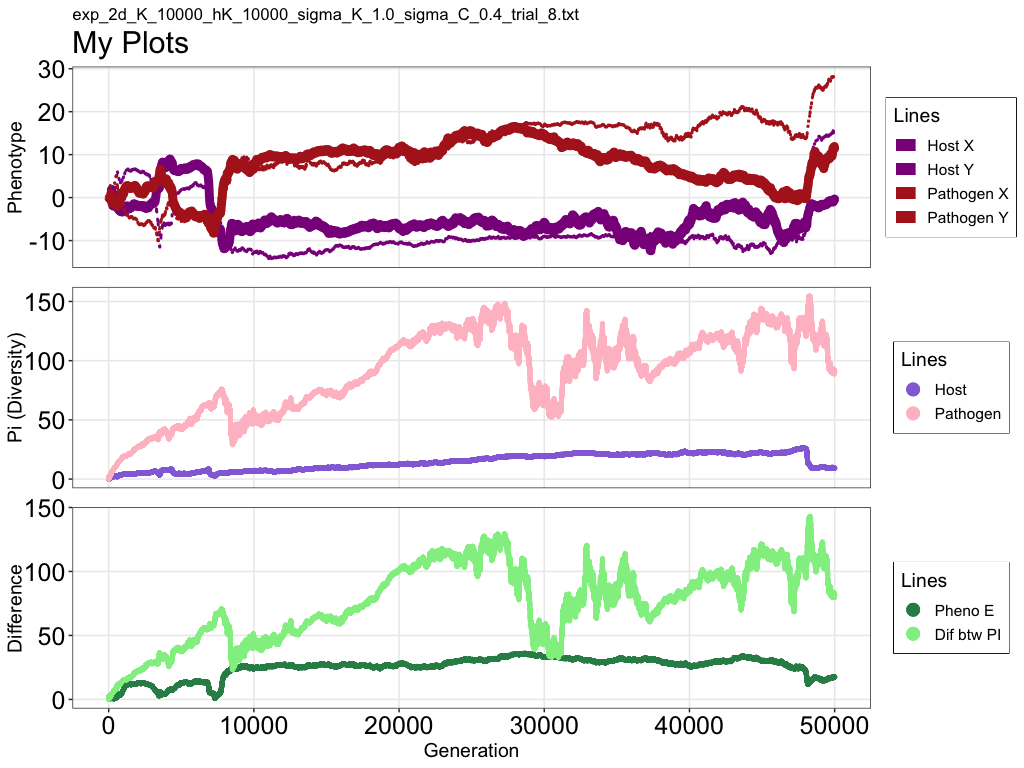 exp_2d_K_10000_hK_10000_sigma_K_1.0_sigma_C_0.4_trial_8.txt
My Plots
30
20
10
0
-10
Phenotype
Lines
Host X
Host Y
Pathogen X
Pathogen Y
150
100
50
0
Pi (Diversity)
Lines
Host
Pathogen
150
100
50
0
Difference
Lines
Pheno E
Dif btw PI
0 10000 20000 30000 40000 50000
Generation